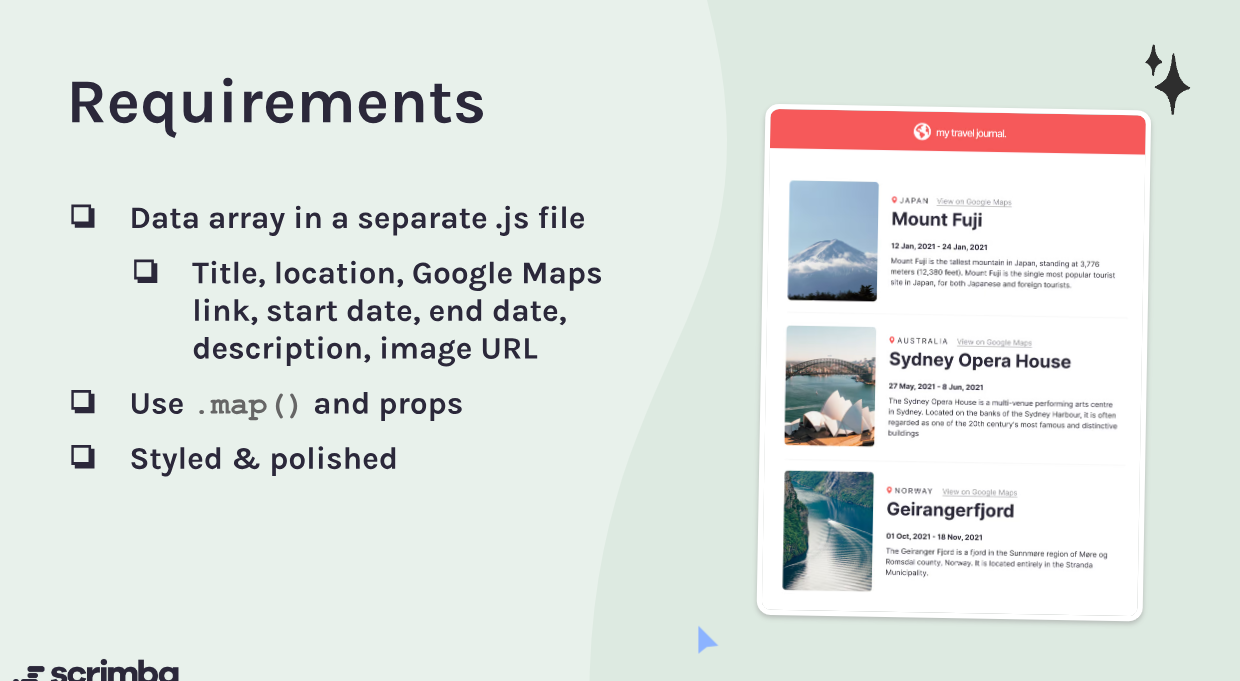 Requirements
Data array in a separate .js file
Title, location, Google Maps
link, start date, end date,
description, image URL
Use .map() and props
Styled & polished
scrimba
my travel journal.
JAPAN View on Google Maps
Mount Fuji
12 Jan, 2021 - 24 Jan, 2021
Mount Fuji is the tallest mountain in Japan, standing at 3,776
meters (12,380 feet). Mount Fuji is the single most popular tourist
site in Japan, for both Japanese and foreign tourists.
AUSTRALIA View on Google Maps
Sydney Opera House
27 May, 2021 - 8 Jun, 2021
The Sydney Opera House is a multi-venue performing arts centre
in Sydney. Located on the banks of the Sydney Harbour, it is often
regarded as one of the 20th century's most famous and distinctive
buildings
NORWAY View on Google Maps
Geirangerfjord
01 Oct, 2021 - 18 Nov, 2021
The Geiranger Fjord is a fjord in the Sunnmøre region of Møre og
Romsdal county, Norway. It is located entirely in the Stranda
Municipality.